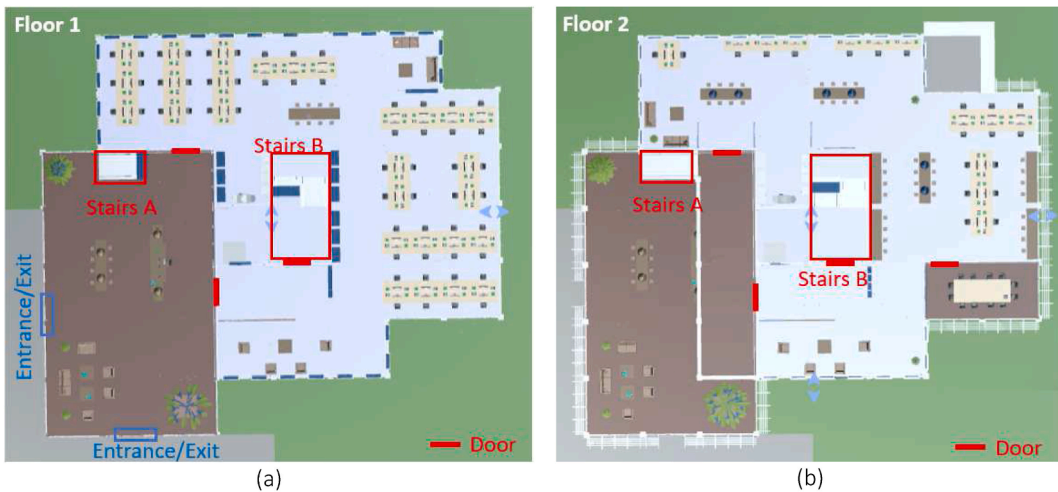 Floor 1
Stairs B
Stairs A
Entrance/Exit
Entrance/Exit
Door
(a)
Floor 2
Stairs A
Stairs B
Door
(b)